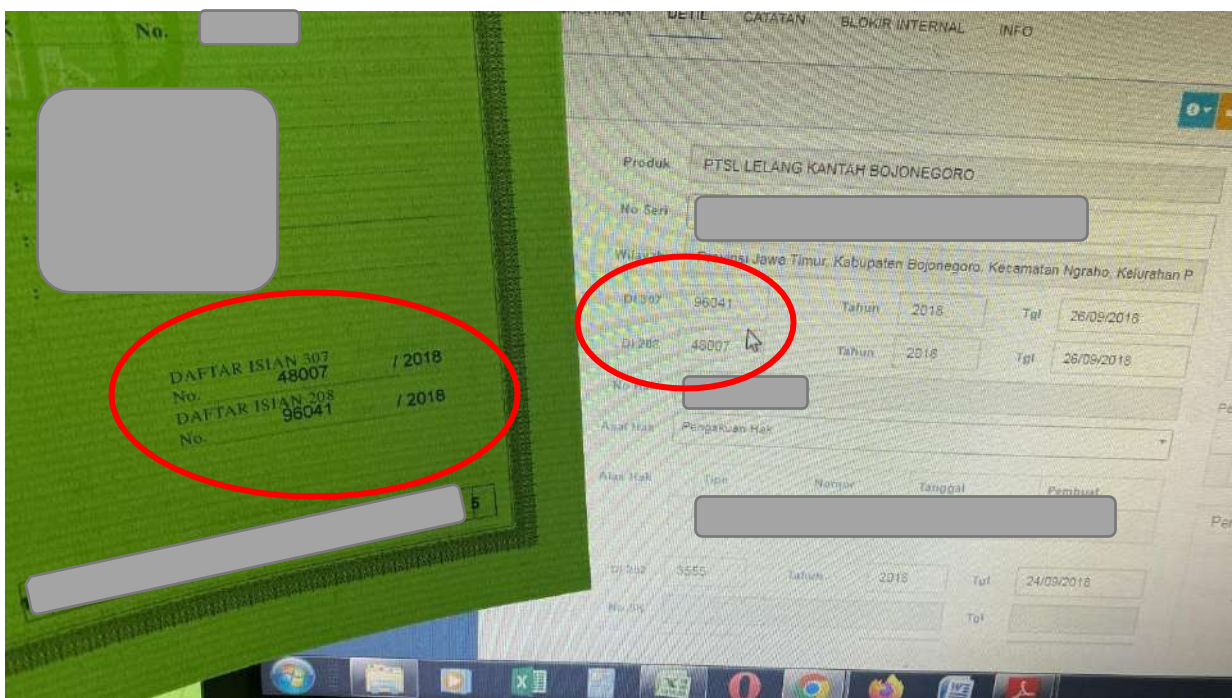 No.
DAFTAR ISIAN 307
No. 48007 / 2018
DAFTAR ISIAN 208
No. 96041 / 2018
5
DETIL CATATAN BLOKIR INTERNAL INFO
Produk PTSL LELANG KANTAH BOJONEGORO
No Seri
Wilayah Provinsi Jawa Timur, Kabupaten Bojonegoro, Kecamatan Ngraho, Kelurahan P
DI 307 96041 Tahun 2018 Tgl 26/09/2018
DI 208 48007 Tahun 2018 Tgl 26/09/2018
Asal Hak Pengakuan Hak
Alas Hak Tipe Nomor Tanggal Pembuat
DI 202 3555 Tahun 2018 Tgl 24/09/2018
Tgl